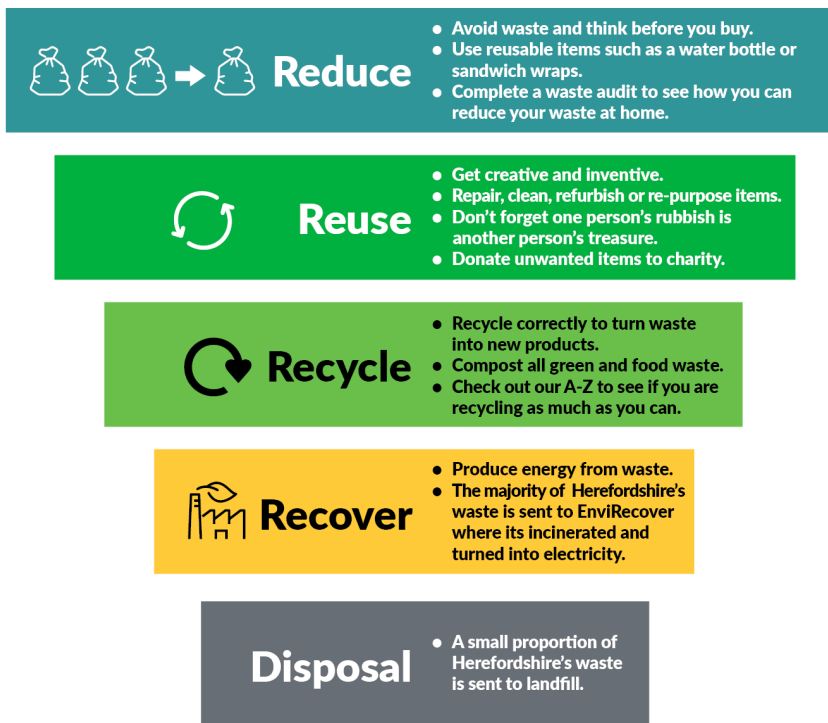 Reduce
● Avoid waste and think before you buy.
● Use reusable items such as a water bottle or
sandwich wraps.
● Complete a waste audit to see how you can
reduce your waste at home.
Reuse
● Get creative and inventive.
● Repair, clean, refurbish or re-purpose items.
● Don’t forget one person’s rubbish is
another person’s treasure.
● Donate unwanted items to charity.
Recycle
● Recycle correctly to turn waste
into new products.
● Compost all green and food waste.
● Check out our A-Z to see if you are
recycling as much as you can.
Recover
● Produce energy from waste.
● The majority of Herefordshire’s
waste is sent to EnviRecover
where its incinerated and
turned into electricity.
Disposal
● A small proportion of
Herefordshire’s waste
is sent to landfill.